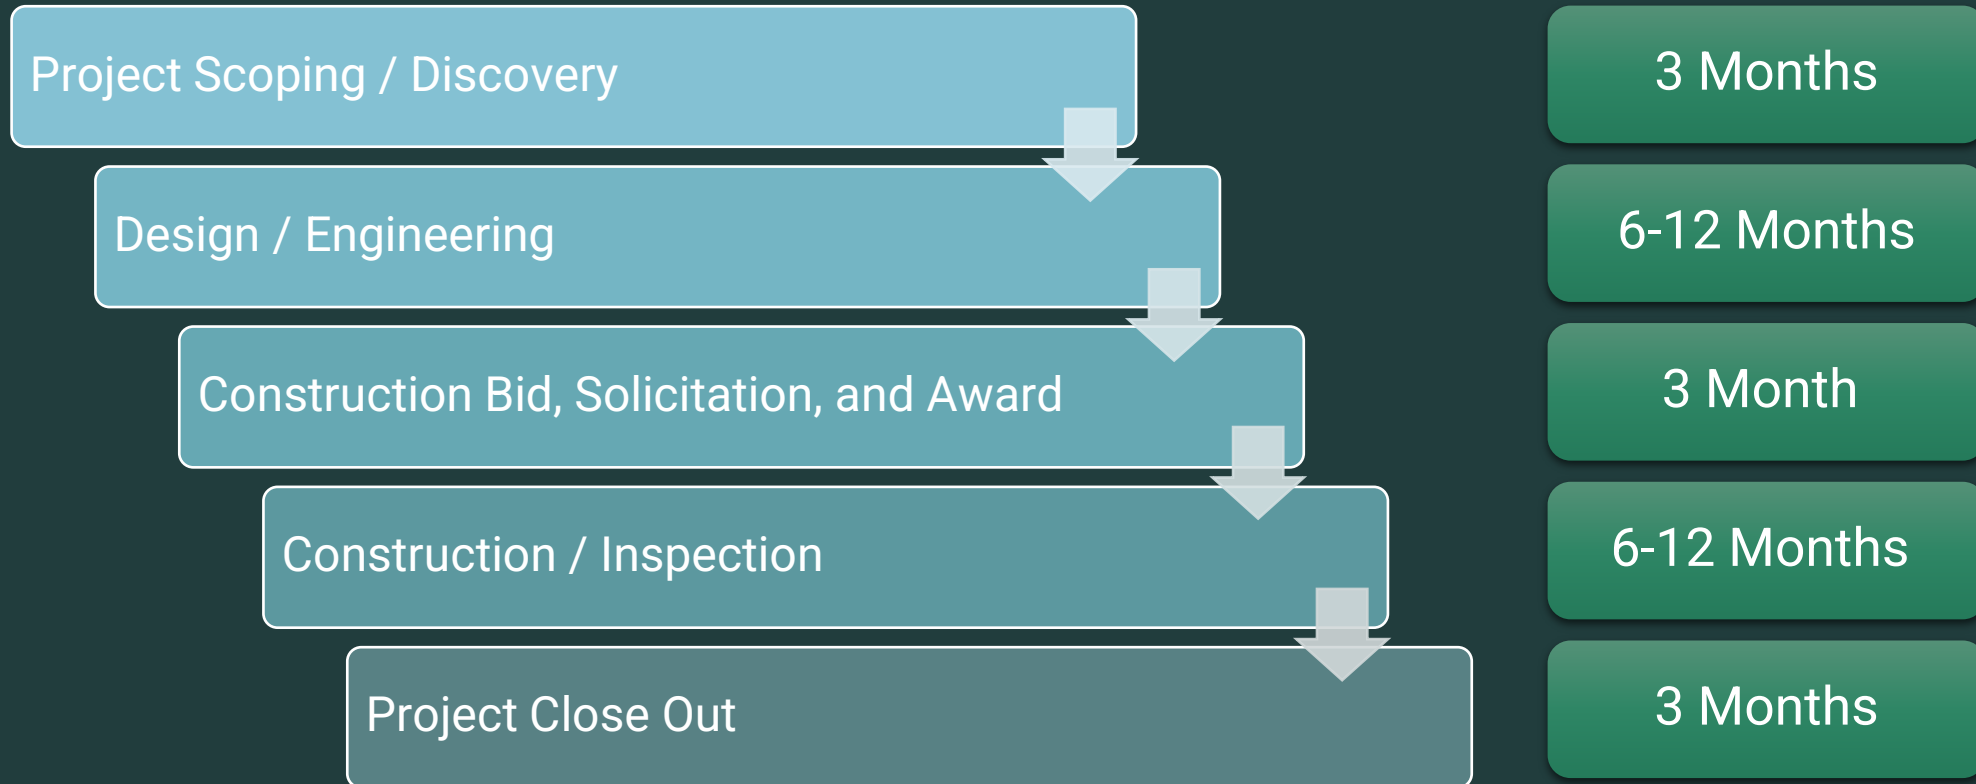 Project Scoping / Discovery
3 Months
Design / Engineering
6-12 Months
Construction Bid, Solicitation, and Award
3 Month
Construction / Inspection
6-12 Months
Project Close Out
3 Months